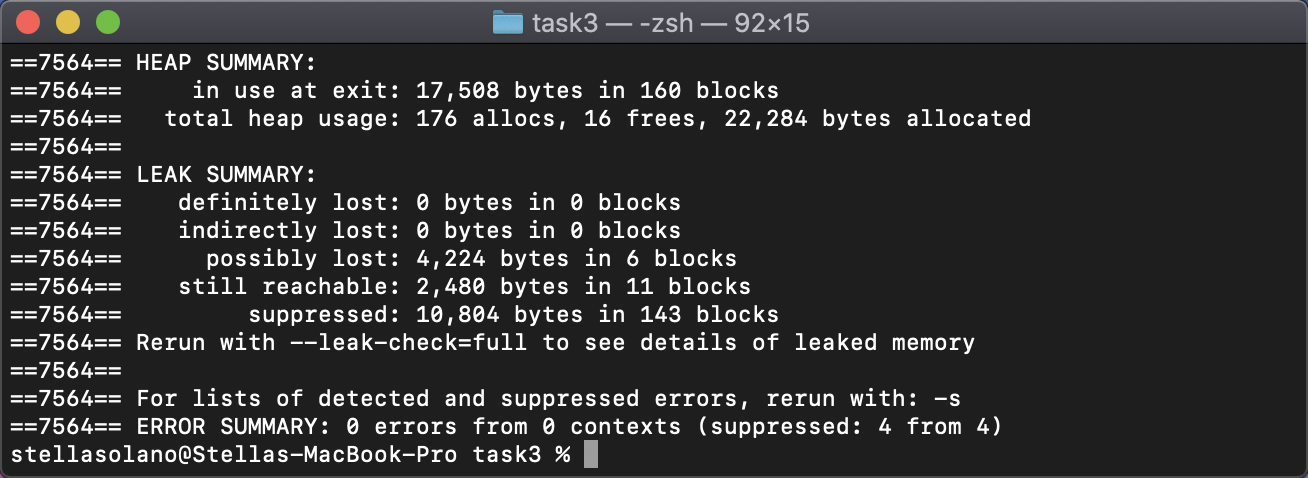 task3 — -zsh — 92×15
==7564== HEAP SUMMARY:
==7564==     in use at exit: 17,508 bytes in 160 blocks
==7564==   total heap usage: 176 allocs, 16 frees, 22,284 bytes allocated
==7564==
==7564== LEAK SUMMARY:
==7564==    definitely lost: 0 bytes in 0 blocks
==7564==    indirectly lost: 0 bytes in 0 blocks
==7564==      possibly lost: 4,224 bytes in 6 blocks
==7564==    still reachable: 2,480 bytes in 11 blocks
==7564==         suppressed: 10,804 bytes in 143 blocks
==7564== Rerun with --leak-check=full to see details of leaked memory
==7564==
==7564== For lists of detected and suppressed errors, rerun with: -s
==7564== ERROR SUMMARY: 0 errors from 0 contexts (suppressed: 4 from 4)
stellasolano@Stellas-MacBook-Pro task3 %